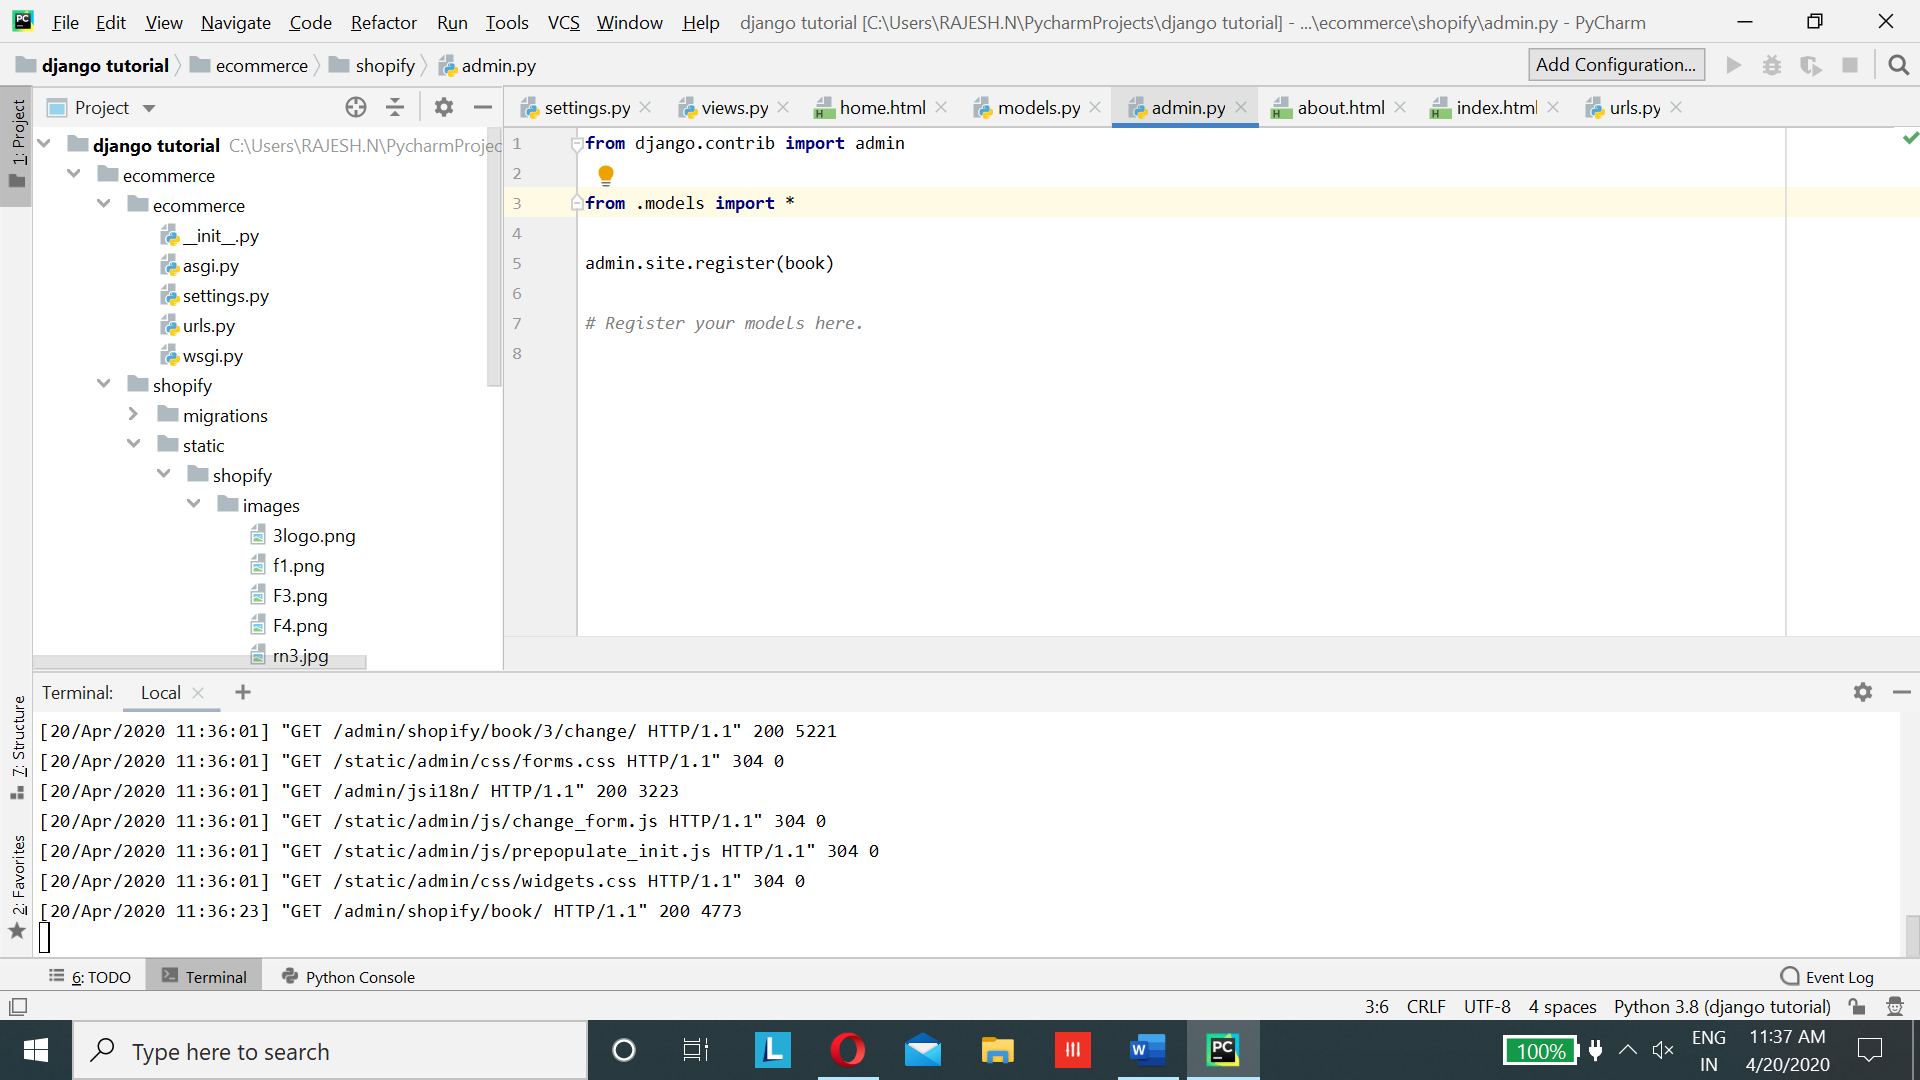 File Edit View Navigate Code Refactor Run Tools VCS Window Help django tutorial [C:\Users\RAJESH.N\PycharmProjects\django tutorial] - ...\ecommerce\shopify\admin.py - PyCharm
django tutorial ecommerce shopify admin.py Add Configuration...
1: Project
Project
settings.py views.py home.html models.py admin.py about.html index.html urls.py
django tutorial C:\Users\RAJESH.N\PycharmProjec
ecommerce
ecommerce
__init__.py
asgi.py
settings.py
urls.py
wsgi.py
shopify
migrations
static
shopify
images
3logo.png
f1.png
F3.png
F4.png
rn3.jpg
1 from django.contrib import admin
2
3 from .models import *
4
5 admin.site.register(book)
6
7 # Register your models here.
8
7: Structure
2: Favorites
Terminal: Local
[20/Apr/2020 11:36:01] "GET /admin/shopify/book/3/change/ HTTP/1.1" 200 5221
[20/Apr/2020 11:36:01] "GET /static/admin/css/forms.css HTTP/1.1" 304 0
[20/Apr/2020 11:36:01] "GET /admin/jsi18n/ HTTP/1.1" 200 3223
[20/Apr/2020 11:36:01] "GET /static/admin/js/change_form.js HTTP/1.1" 304 0
[20/Apr/2020 11:36:01] "GET /static/admin/js/prepopulate_init.js HTTP/1.1" 304 0
[20/Apr/2020 11:36:01] "GET /static/admin/css/widgets.css HTTP/1.1" 304 0
[20/Apr/2020 11:36:23] "GET /admin/shopify/book/ HTTP/1.1" 200 4773
6: TODO Terminal Python Console Event Log
3:6 CRLF UTF-8 4 spaces Python 3.8 (django tutorial)
Type here to search
L
W
PC
100%
ENG
IN
11:37 AM
4/20/2020